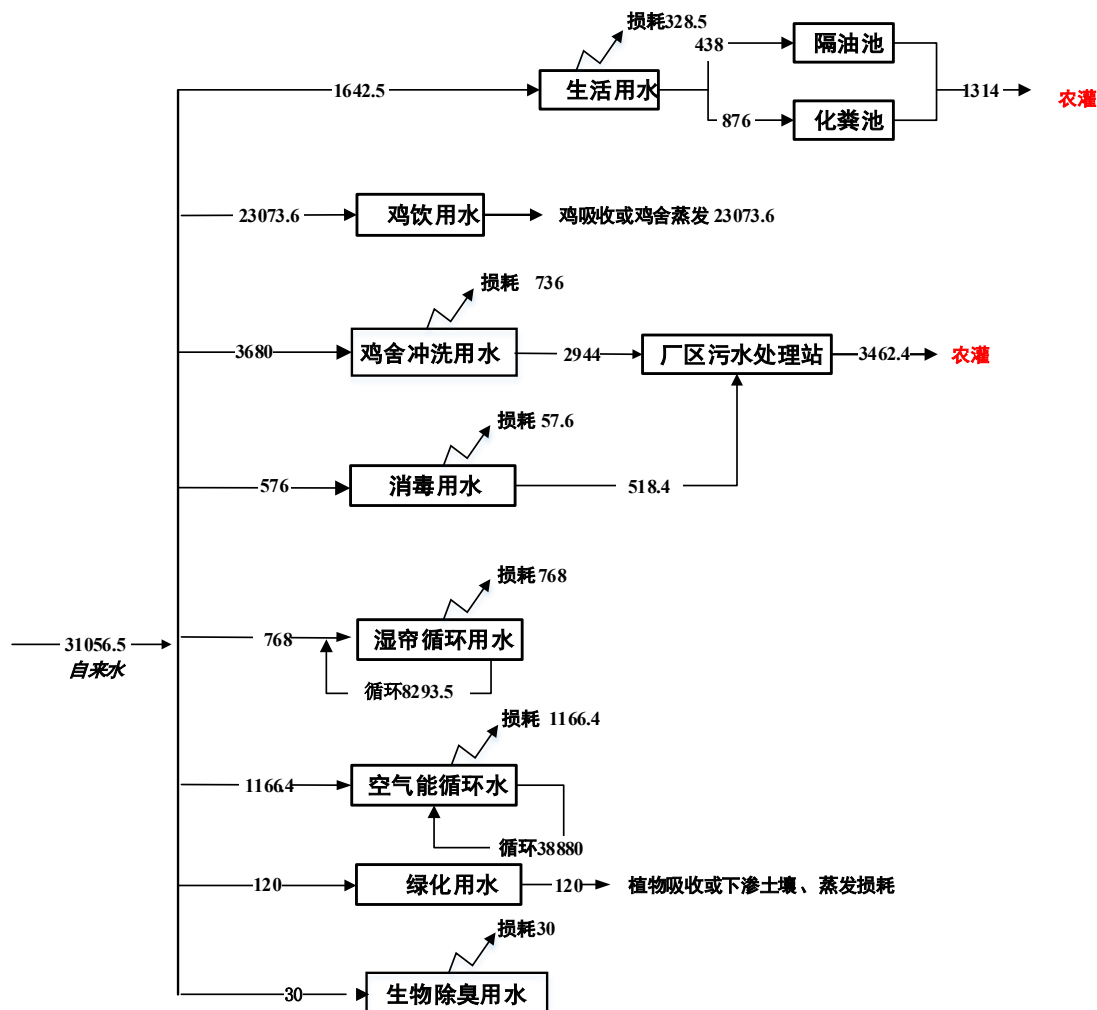 损耗328.5
438
隔油池
1642.5
生活用水
1314
农灌
876
化粪池
23073.6
鸡饮用水
鸡吸收或鸡舍蒸发 23073.6
损耗 736
3680
鸡舍冲洗用水
2944
厂区污水处理站
3462.4
农灌
损耗 57.6
576
消毒用水
518.4
损耗768
31056.5
自来水
768
湿帘循环用水
循环8293.5
损耗 1166.4
1166.4
空气能循环水
循环38880
120
绿化用水
120
植物吸收或下渗土壤、蒸发损耗
损耗30
30
生物除臭用水